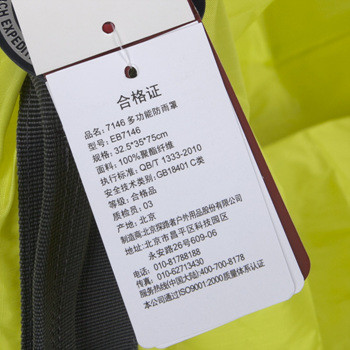 CH EXPEDIT
合格证
品名: 7146 多功能防雨罩
型号: EB7146
规格: 32.5*35*75cm
面料: 100%聚酯纤维
执行标准: QB/T 1333-2010
安全技术类别: GB18401 C类
等级: 合格品
质检员: 03
产地: 北京
制造商:北京探路者户外用品股份有限公司
北京市昌平区科技园区
永安路26号609-06
电话: 010-81788188
传真: 010-62713430
服务热线(中国大陆):400-700-8178
本公司通过ISO9001:2000质量体系认证